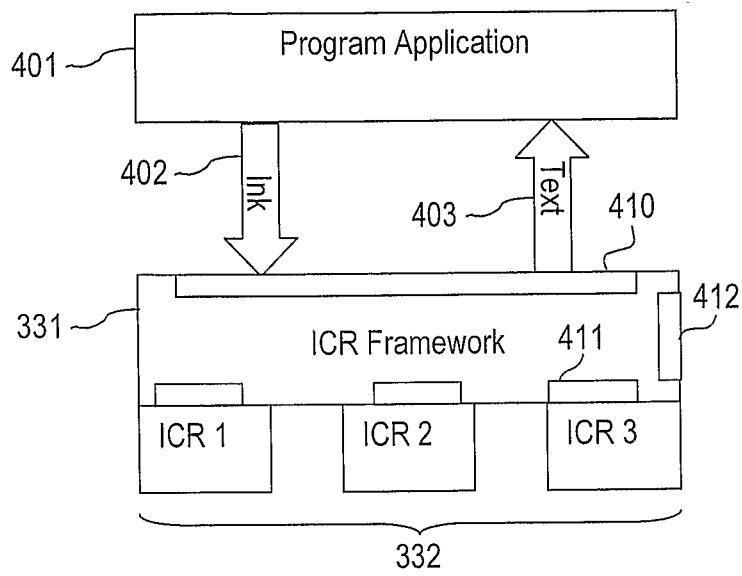 Program Application
401
402
Ink
Text
403
410
331
412
ICR Framework
411
ICR 1
ICR 2
ICR 3
332